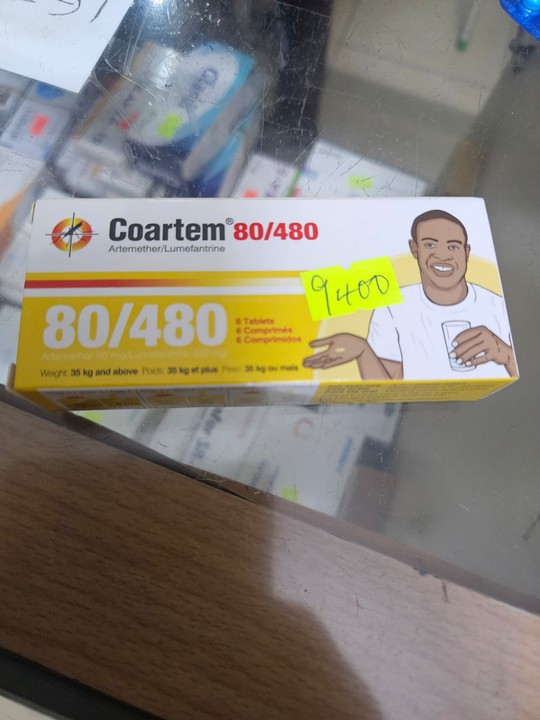 Coartem® 80/480
Artemether/Lumefantrine
9400
80/480
6 Tablets
6 Comprimés
6 Comprimidos
Artemether 80 mg/Lumefantrine 480 mg
Weight: 35 kg and above Poids: 35 kg et plus Peso: 35 kg ou mais